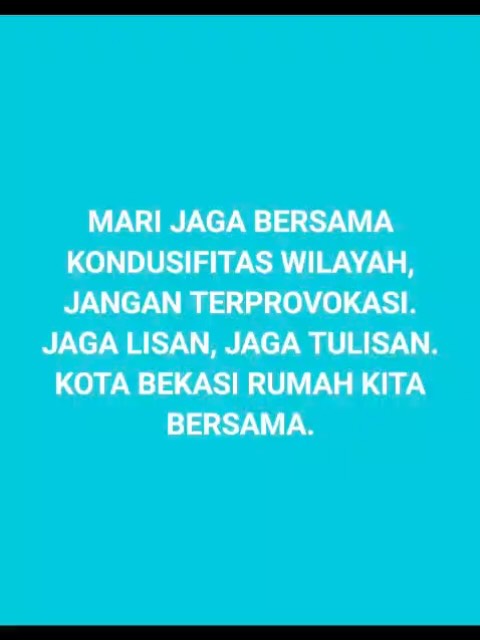 MARI JAGA BERSAMA
KONDUSIFITAS WILAYAH,
JANGAN TERPROVOKASI.
JAGA LISAN, JAGA TULISAN.
KOTA BEKASI RUMAH KITA
BERSAMA.